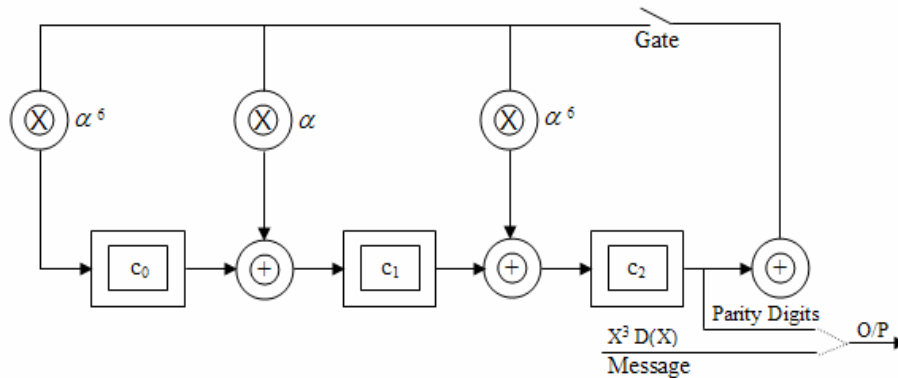 Gate
X α⁶
X α
X α⁶
c₀
+
c₁
+
c₂
+
Parity Digits
X³ D(X)
Message
O/P